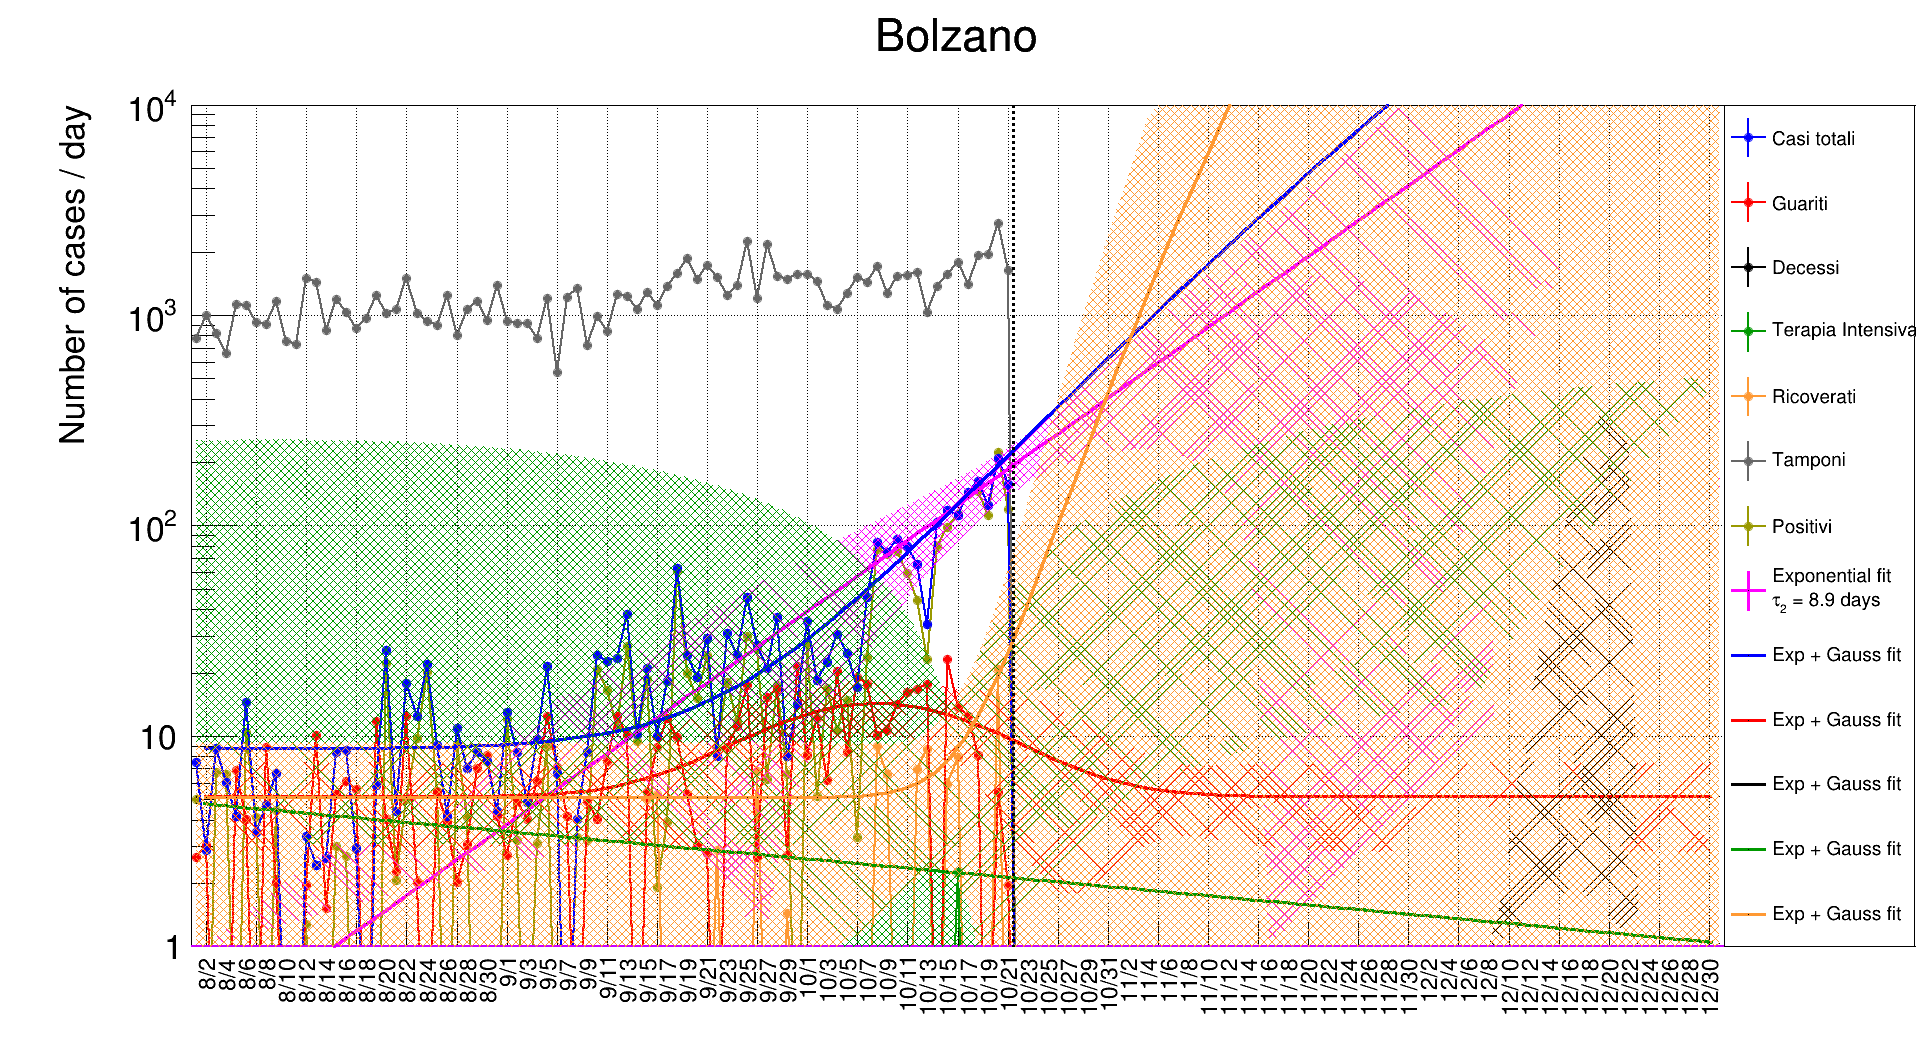 Bolzano
Number of cases / day
10⁴
10³
10²
10
1
8/2 8/4 8/6 8/8 8/10 8/12 8/14 8/16 8/18 8/20 8/22 8/24 8/26 8/28 8/30 9/1 9/3 9/5 9/7 9/9 9/11 9/13 9/15 9/17 9/19 9/21 9/23 9/25 9/27 9/29 10/1 10/3 10/5 10/7 10/9 10/11 10/13 10/15 10/17 10/19 10/21 10/23 10/25 10/27 10/29 10/31 11/2 11/4 11/6 11/8 11/10 11/12 11/14 11/16 11/18 11/20 11/22 11/24 11/26 11/28 11/30 12/2 12/4 12/6 12/8 12/10 12/12 12/14 12/16 12/18 12/20 12/22 12/24 12/26 12/28 12/30
Casi totali
Guariti
Decessi
Terapia Intensiva
Ricoverati
Tamponi
Positivi
Exponential fit
τ₂ = 8.9 days
Exp + Gauss fit
Exp + Gauss fit
Exp + Gauss fit
Exp + Gauss fit
Exp + Gauss fit